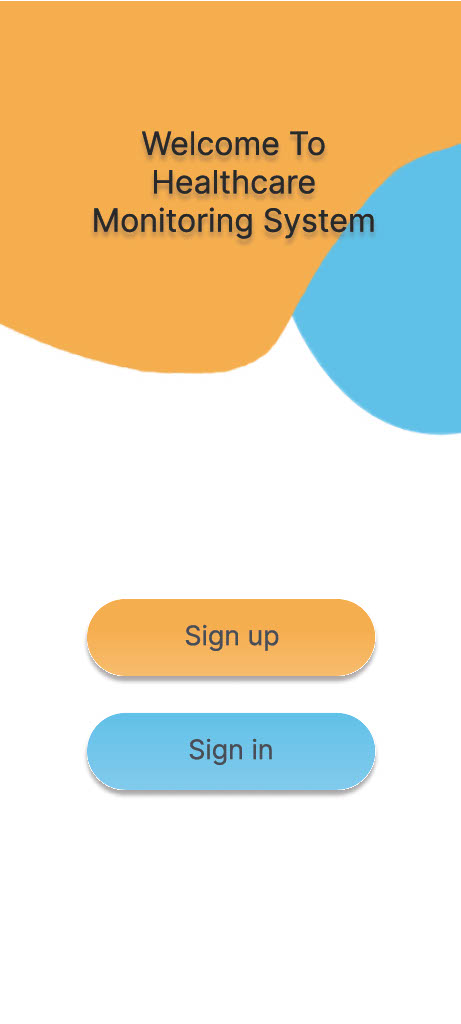 Welcome To
Healthcare
Monitoring System
Sign up
Sign in